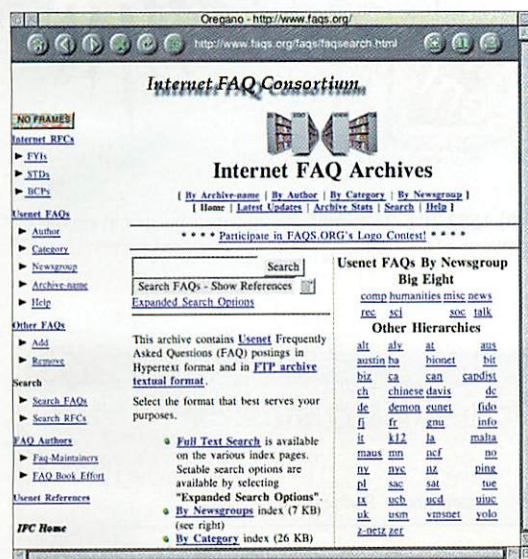 Oregano - http://www.faqs.org/
http://www.faqs.org/faqs/faqsearch.html
Internet FAQ Consortium
NO FRAMES
Internet RFCs
FYIs
STDs
BCPs
Usenet FAQs
Author
Category
Newsgroup
Archive-name
Help
Other FAQs
Add
Remove
Search
Search FAQs
Search RFCs
FAQ Authors
Faq-Maintainers
FAQ Book Effort
Usenet References
IFC Home
Internet FAQ Archives
[ By Archive-name | By Author | By Category | By Newsgroup ]
[ Home | Latest Updates | Archive Stats | Search | Help ]
* * * * Participate in FAQS.ORG's Logo Contest! * * * *
Search
Search FAQs - Show References
Expanded Search Options
This archive contains Usenet Frequently
Asked Questions (FAQ) postings in
Hypertext format and in FTP archive
textual format.
Select the format that best serves your
purposes.
Full Text Search is available
on the various index pages.
Setable search options are
available by selecting
"Expanded Search Options".
By Newsgroups index (7 KB)
(see right)
By Category index (26 KB)
Usenet FAQs By Newsgroup
Big Eight
comp humanities misc news
rec sci soc talk
Other Hierarchies
alt aly at aus
austin ba bionet bit
biz ca can capdist
ch chinese davis dc
de demon eunet fido
fi fr gnu info
it k12 la malta
maus mn ncf no
ny nyc nz ping
pl sac sat tue
tx ucb ucd uiuc
uk usm vmsnet yolo
z-netz zer